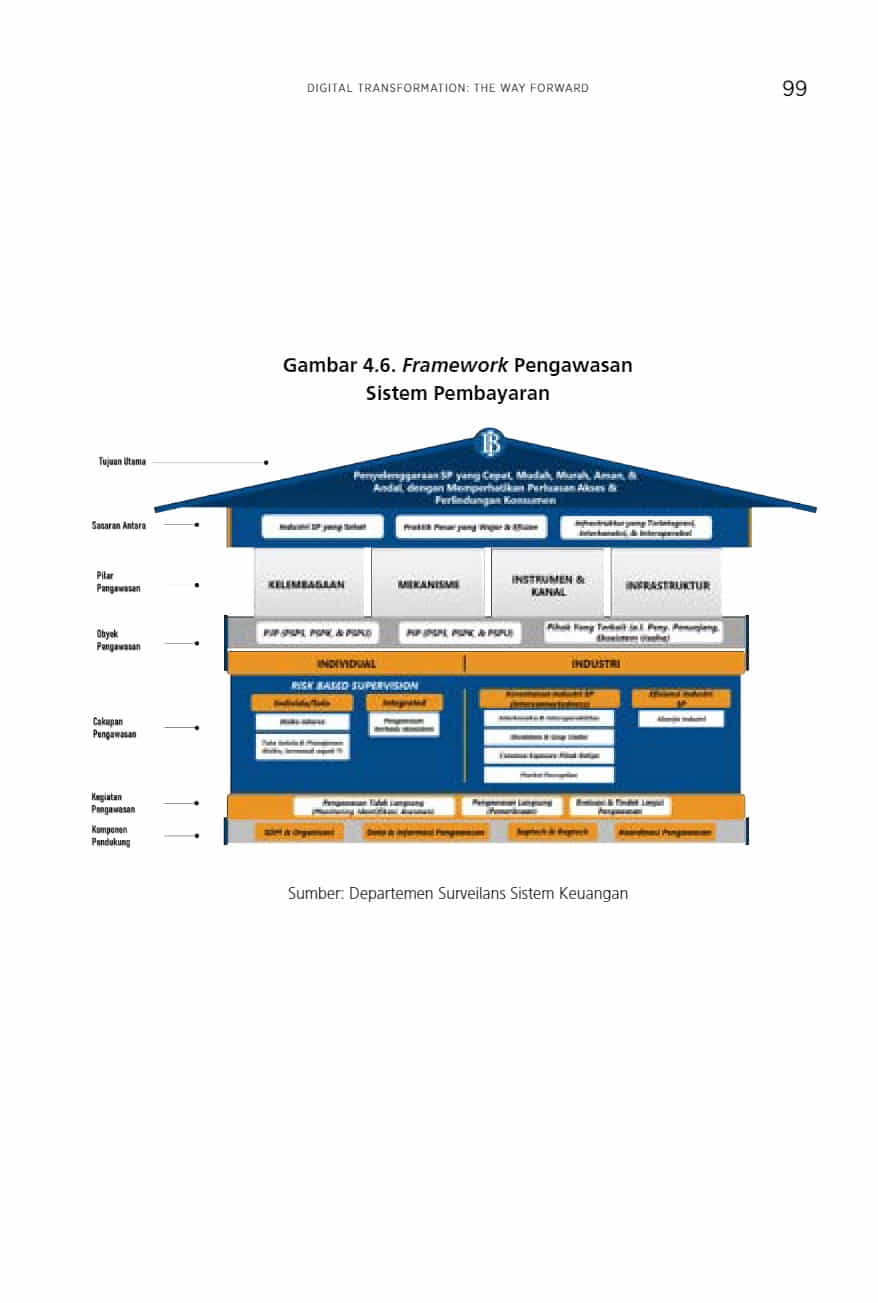 DIGITAL TRANSFORMATION: THE WAY FORWARD
99
Gambar 4.6. Framework Pengawasan
Sistem Pembayaran
Tujuan Utama
Penyelenggaraan SP yang Cepat, Mudah, Murah, Aman, &
Andal, dengan Memperhatikan Perluasan Akses &
Perlindungan Konsumen
Sasaran Antara
Industri SP yang Sehat
Praktik Pasar yang Wajar & Efisien
Infrastruktur yang Terintegrasi,
Interkoneksi, & Interoperabel
Pilar
Pengawasan
KELEMBAGAAN
MEKANISME
INSTRUMEN &
KANAL
INFRASTRUKTUR
Obyek
Pengawasan
PJP (PSPS, PSPK, & PSPU)
PIP (PSPS, PSPK, & PSPU)
Pihak Yang Terkait (a.l. Peny. Penunjang,
Ekosistem Usaha)
INDIVIDUAL
INDUSTRI
Cakupan
Pengawasan
RISK BASED SUPERVISION
Individu/Solo
Integrated
Risiko Inheren
Tata Kelola & Manajemen
Risiko, termasuk aspek TI
Pengawasan
berbasis ekosistem
Kerentanan Industri SP
(Interconnectedness)
Interkoneksi & Interoperabilitas
Ekosistem & Grup Usaha
Common Exposure Pihak Ketiga
Market Perception
Efisiensi Industri
SP
Kinerja Industri
Kegiatan
Pengawasan
Pengawasan Tidak Langsung
(Monitoring, Identifikasi, Asesmen)
Pengawasan Langsung
(Pemeriksaan)
Evaluasi & Tindak Lanjut
Pengawasan
Komponen
Pendukung
SDM & Organisasi
Data & Informasi Pengawasan
Suptech & Regtech
Koordinasi Pengawasan
Sumber: Departemen Surveilans Sistem Keuangan